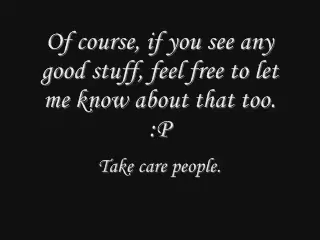 Of course, if you see any
good stuff, feel free to let
me know about that too.
:P
Take care people.